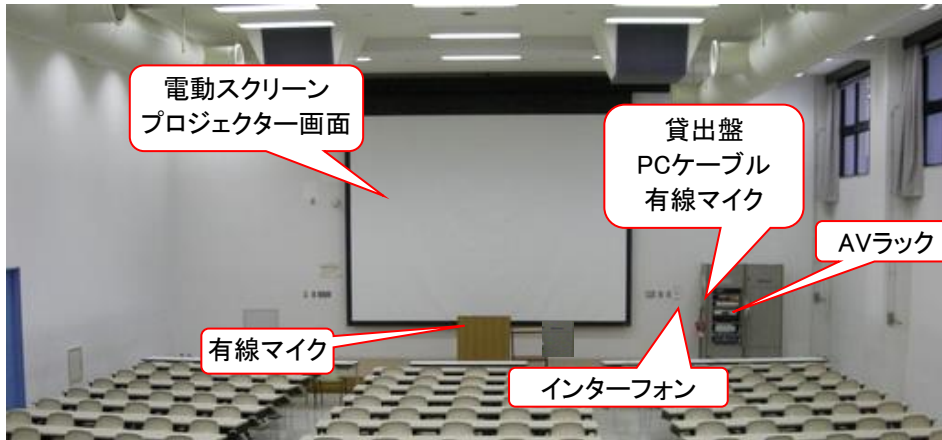 電動スクリーン
プロジェクター画面
貸出盤
PCケーブル
有線マイク
AVラック
有線マイク
インターフォン